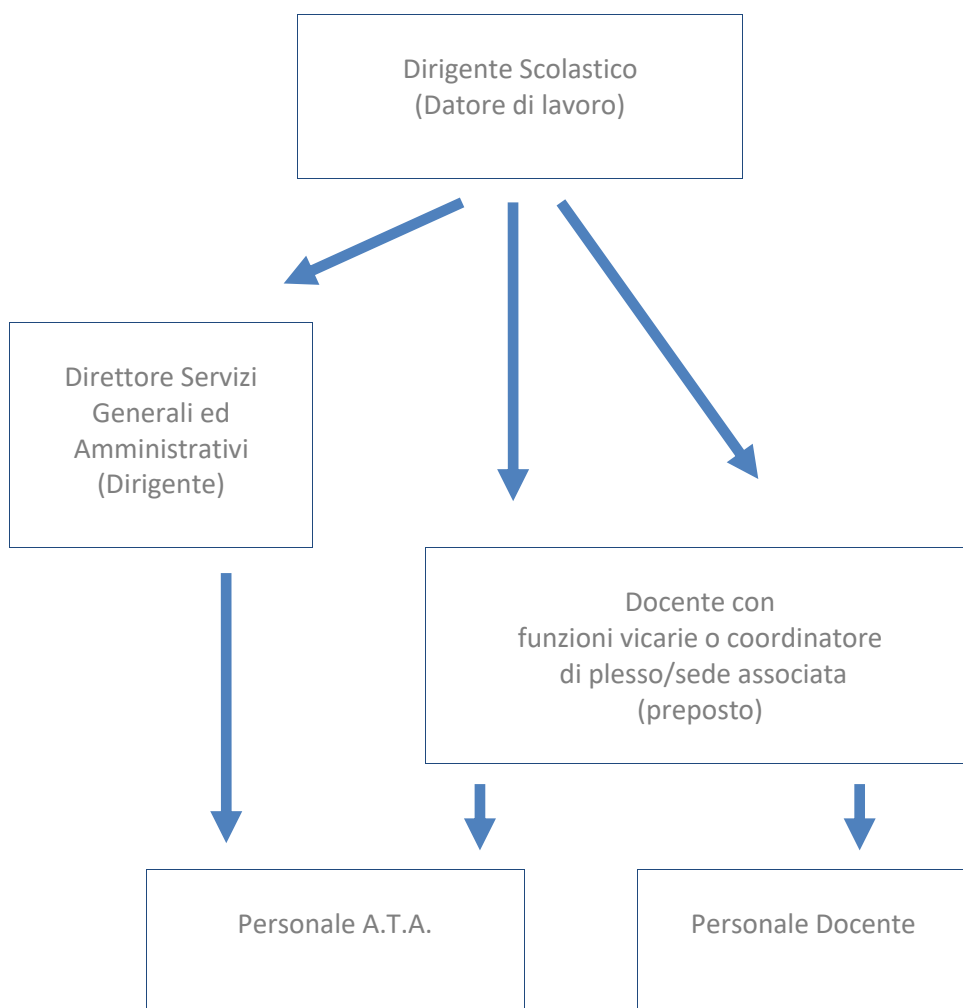 Dirigente Scolastico
(Datore di lavoro)
Direttore Servizi
Generali ed
Amministrativi
(Dirigente)
Docente con
funzioni vicarie o coordinatore
di plesso/sede associata
(preposto)
Personale A.T.A.
Personale Docente